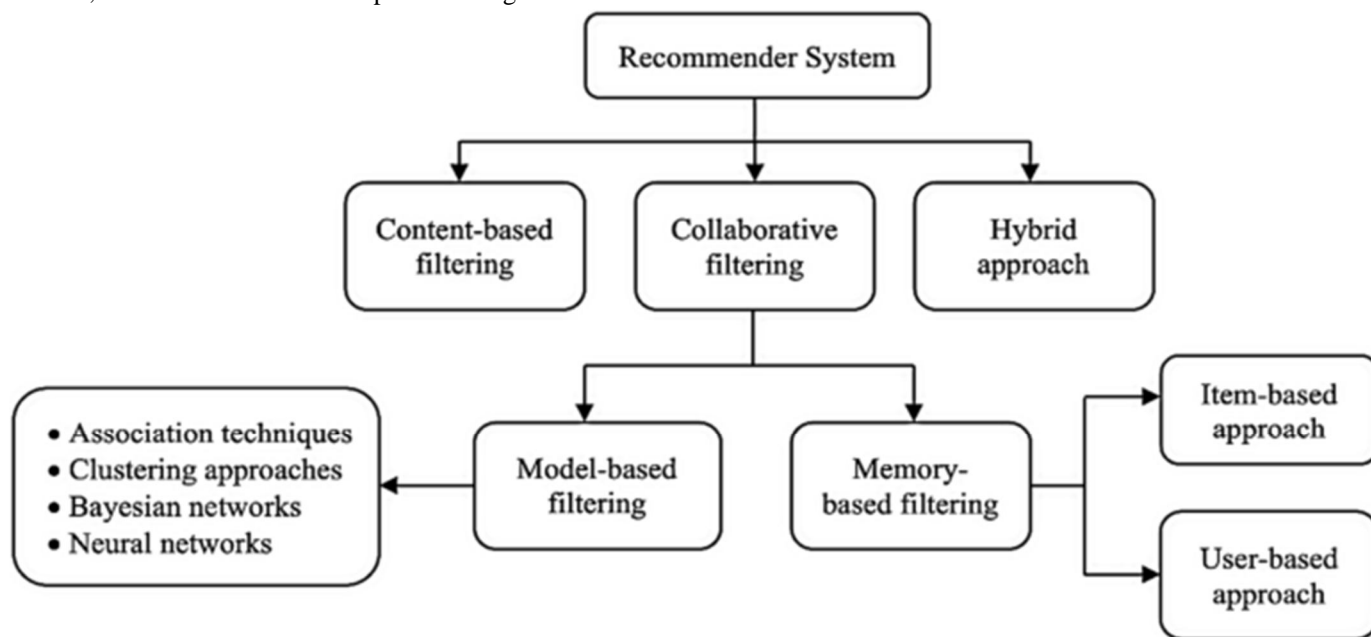 Recommender System
Content-based
filtering
Collaborative
filtering
Hybrid
approach
• Association techniques
• Clustering approaches
• Bayesian networks
• Neural networks
Model-based
filtering
Memory-
based filtering
Item-based
approach
User-based
approach